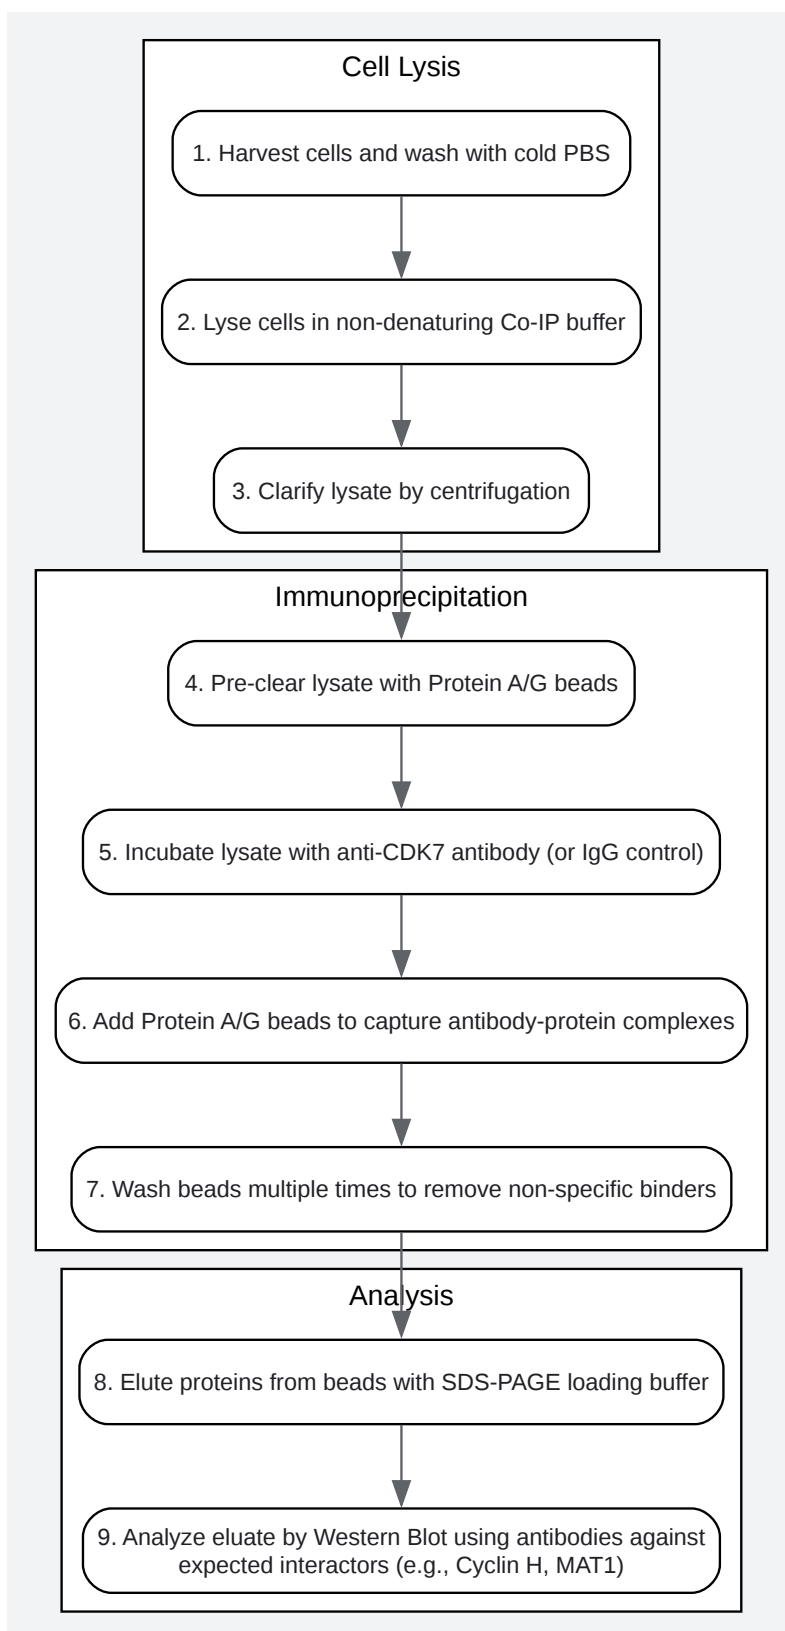 Cell Lysis
1. Harvest cells and wash with cold PBS
2. Lyse cells in non-denaturing Co-IP buffer
3. Clarify lysate by centrifugation
Immunoprecipitation
4. Pre-clear lysate with Protein A/G beads
5. Incubate lysate with anti-CDK7 antibody (or IgG control)
6. Add Protein A/G beads to capture antibody-protein complexes
7. Wash beads multiple times to remove non-specific binders
Analysis
8. Elute proteins from beads with SDS-PAGE loading buffer
9. Analyze eluate by Western Blot using antibodies against
expected interactors (e.g., Cyclin H, MAT1)